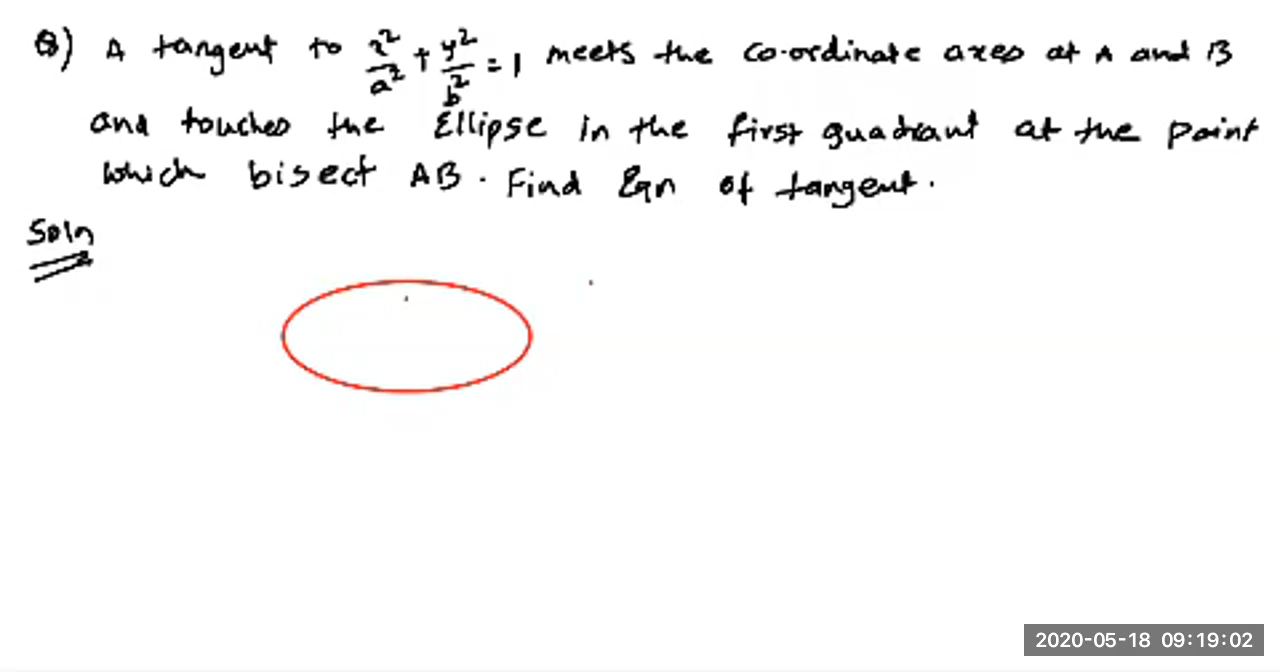 Q) A tangent to x²/a² + y²/b² = 1 meets the co-ordinate axes at A and B
and touches the Ellipse in the first quadrant at the point
which bisect AB. Find Eqn of tangent.
Soln
2020-05-18 09:19:02